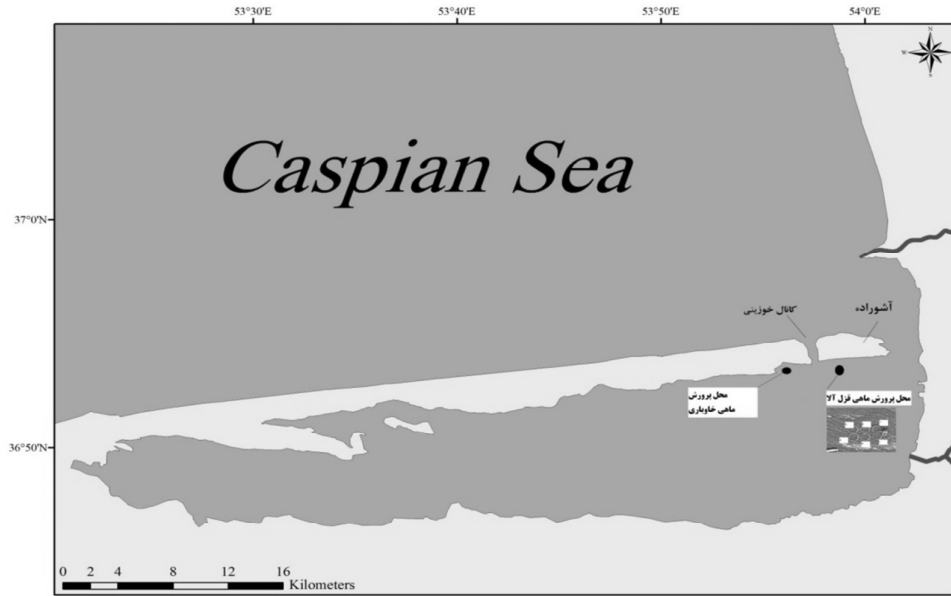 53°30'E 53°40'E 53°50'E 54°0'E
N
W E
S
Caspian Sea
37°0'N
آشوراده
کانال خوزینی
محل پرورش
ماهی خاویاری
محل پرورش ماهی قزل آلا
36°50'N
0 2 4 8 12 16
Kilometers